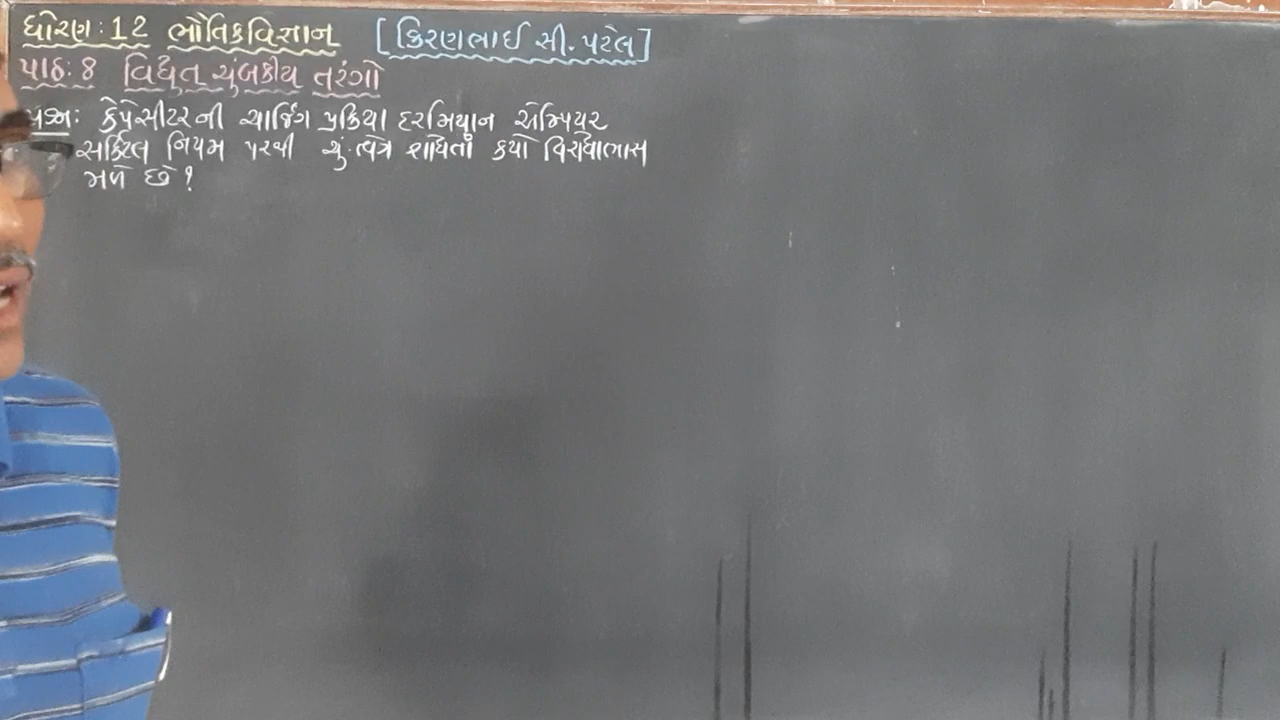 ધોરણ: 12 ભૌતિકવિજ્ઞાન [કિરણભાઈ સી. પટેલ]
પાઠ: 8 વિદ્યુત ચુંબકીય તરંગો
પ્રશ્ન: કેપેસીટરની ચાર્જિંગ પ્રક્રિયા દરમિયાન એમ્પિયર
સર્કિટલ નિયમ પરથી ચું.ક્ષેત્ર શોધતાં કયો વિરોધાભાસ
મળે છે ?